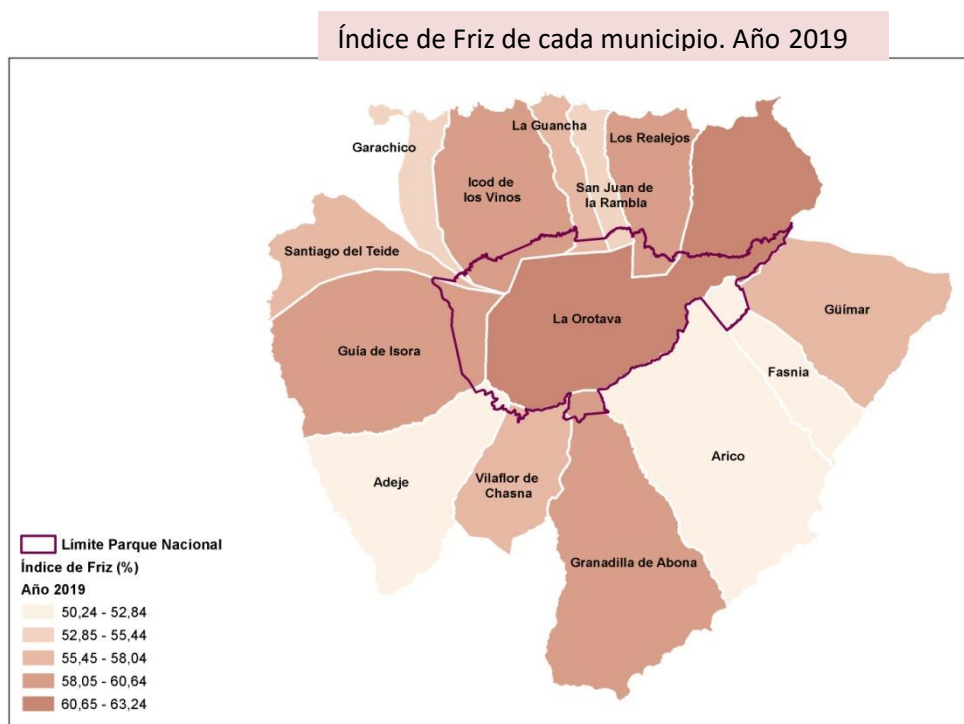 Índice de Friz de cada municipio. Año 2019
La Guancha
Los Realejos
Garachico
Icod de
los Vinos
San Juan de
la Rambla
Santiago del Teide
La Orotava
Güímar
Guía de Isora
Fasnia
Arico
Adeje
Vilaflor de
Chasna
Granadilla de Abona
Límite Parque Nacional
Índice de Friz (%)
Año 2019
50,24 - 52,84
52,85 - 55,44
55,45 - 58,04
58,05 - 60,64
60,65 - 63,24